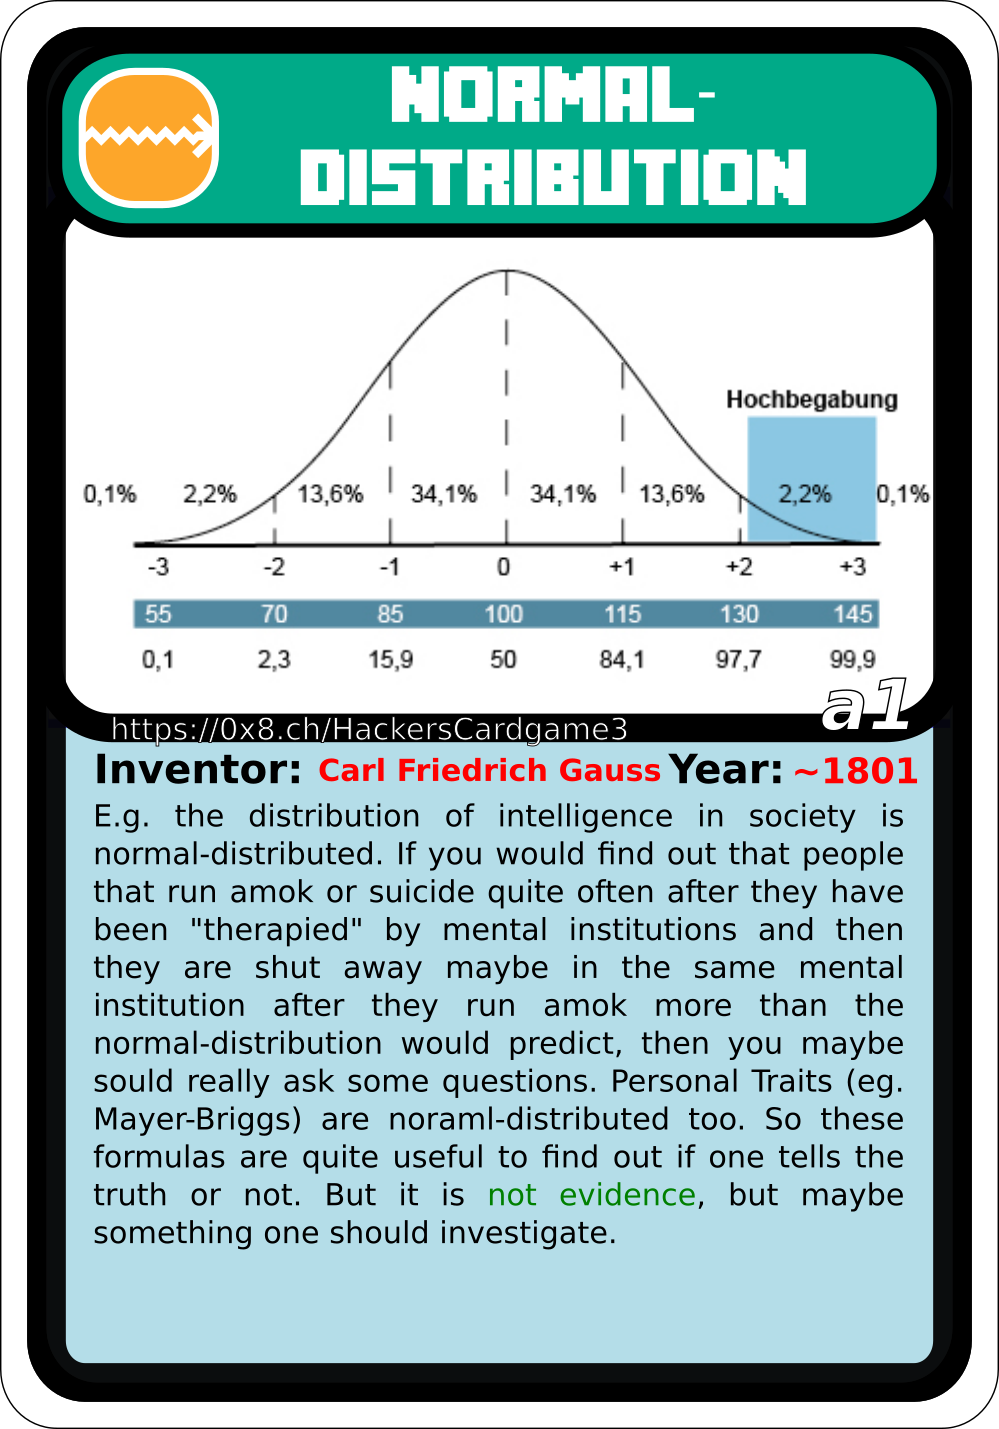 NORMAL-
DISTRIBUTION
Hochbegabung
0,1% 2,2% 13,6% 34,1% 34,1% 13,6% 2,2% 0,1%
-3 -2 -1 0 +1 +2 +3
55 70 85 100 115 130 145
0,1 2,3 15,9 50 84,1 97,7 99,9
a1
https://0x8.ch/HackersCardgame3
Inventor: Carl Friedrich Gauss Year: ~1801
E.g. the distribution of intelligence in society is
normal-distributed. If you would find out that people
that run amok or suicide quite often after they have
been "therapied" by mental institutions and then
they are shut away maybe in the same mental
institution after they run amok more than the
normal-distribution would predict, then you maybe
sould really ask some questions. Personal Traits (eg.
Mayer-Briggs) are noraml-distributed too. So these
formulas are quite useful to find out if one tells the
truth or not. But it is not evidence, but maybe
something one should investigate.